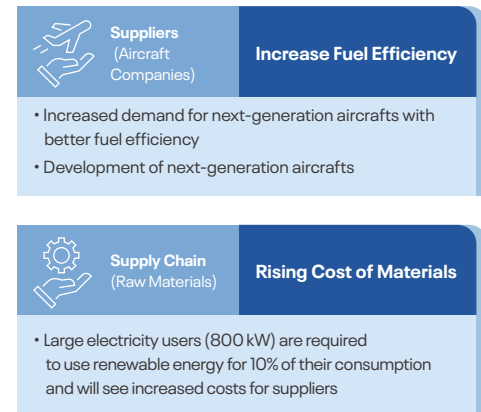 Suppliers
(Aircraft
Companies)
Increase Fuel Efficiency
• Increased demand for next-generation aircrafts with
better fuel efficiency
• Development of next-generation aircrafts
Supply Chain
(Raw Materials)
Rising Cost of Materials
• Large electricity users (800 kW) are required
to use renewable energy for 10% of their consumption
and will see increased costs for suppliers